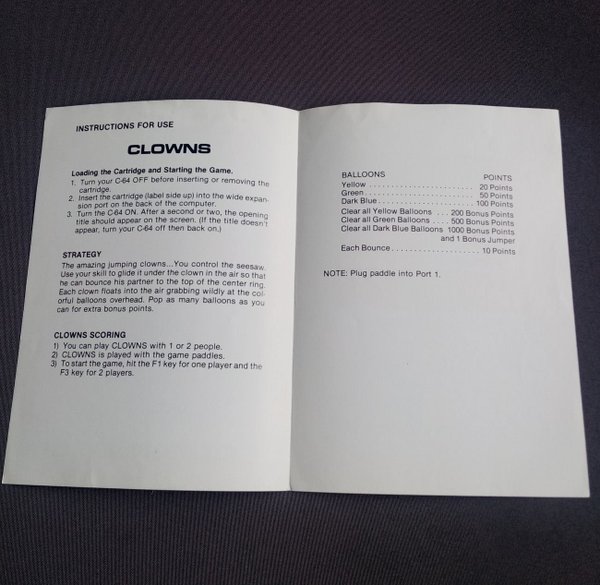 INSTRUCTIONS FOR USE
CLOWNS
Loading the Cartridge and Starting the Game.
1. Turn your C-64 OFF before inserting or removing the
cartridge.
2. Insert the cartridge (label side up) into the wide expan-
sion port on the back of the computer.
3. Turn the C-64 ON. After a second or two, the opening
title should appear on the screen. (If the title doesn't
appear, turn your C-64 off then back on.)
STRATEGY
The amazing jumping clowns...You control the seesaw.
Use your skill to glide it under the clown in the air so that
he can bounce his partner to the top of the center ring.
Each clown floats into the air grabbing wildly at the col-
orful balloons overhead. Pop as many balloons as you
can for extra bonus points.
CLOWNS SCORING
1) You can play CLOWNS with 1 or 2 people.
2) CLOWNS is played with the game paddles.
3) To start the game, hit the F1 key for one player and the
F3 key for 2 players.
BALLOONS POINTS
Yellow ........................ 20 Points
Green ......................... 50 Points
Dark Blue ..................... 100 Points
Clear all Yellow Balloons ... 200 Bonus Points
Clear all Green Balloons .... 500 Bonus Points
Clear all Dark Blue Balloons 1000 Bonus Points
and 1 Bonus Jumper
Each Bounce .................... 10 Points
NOTE: Plug paddle into Port 1.